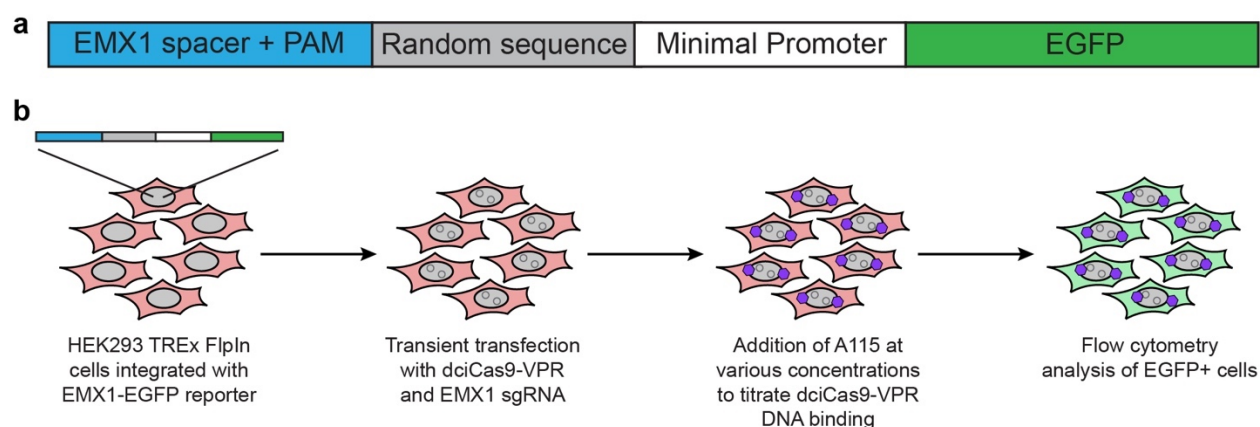 a
EMX1 spacer + PAM Random sequence Minimal Promoter EGFP
b
HEK293 TREx FlpIn
cells integrated with
EMX1-EGFP reporter
Transient transfection
with dciCas9-VPR
and EMX1 sgRNA
Addition of A115 at
various concentrations
to titrate dciCas9-VPR
DNA binding
Flow cytometry
analysis of EGFP+ cells